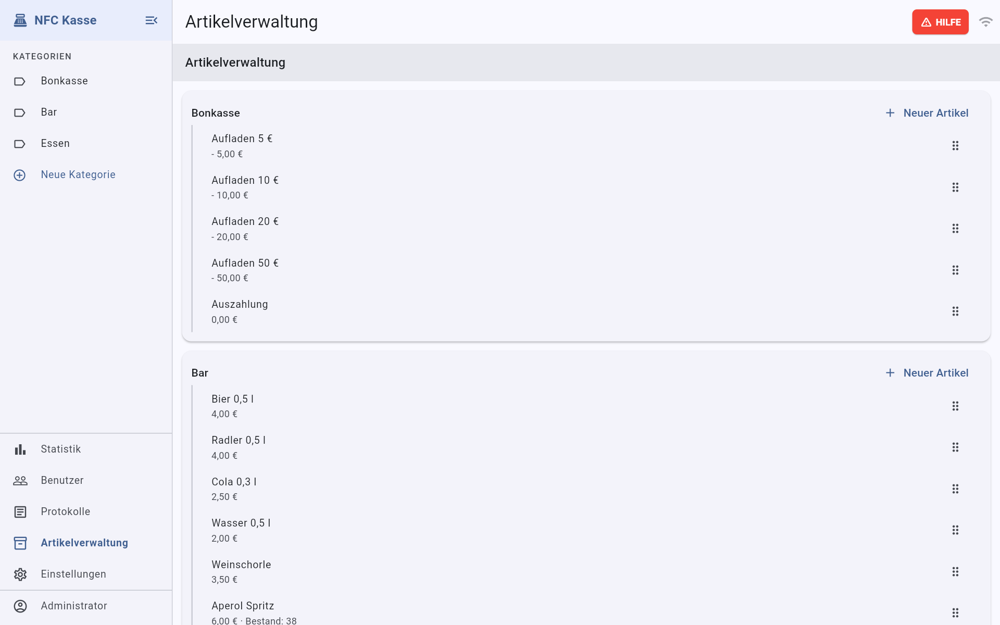 NFC Kasse
KATEGORIEN
Bonkasse
Bar
Essen
Neue Kategorie
Statistik
Benutzer
Protokolle
Artikelverwaltung
Einstellungen
Administrator
Artikelverwaltung
HILFE
Artikelverwaltung
Bonkasse
Neuer Artikel
Aufladen 5 €
- 5,00 €
Aufladen 10 €
- 10,00 €
Aufladen 20 €
- 20,00 €
Aufladen 50 €
- 50,00 €
Auszahlung
0,00 €
Bar
Neuer Artikel
Bier 0,5 l
4,00 €
Radler 0,5 l
4,00 €
Cola 0,3 l
2,50 €
Wasser 0,5 l
2,00 €
Weinschorle
3,50 €
Aperol Spritz
6,00 € · Bestand: 38